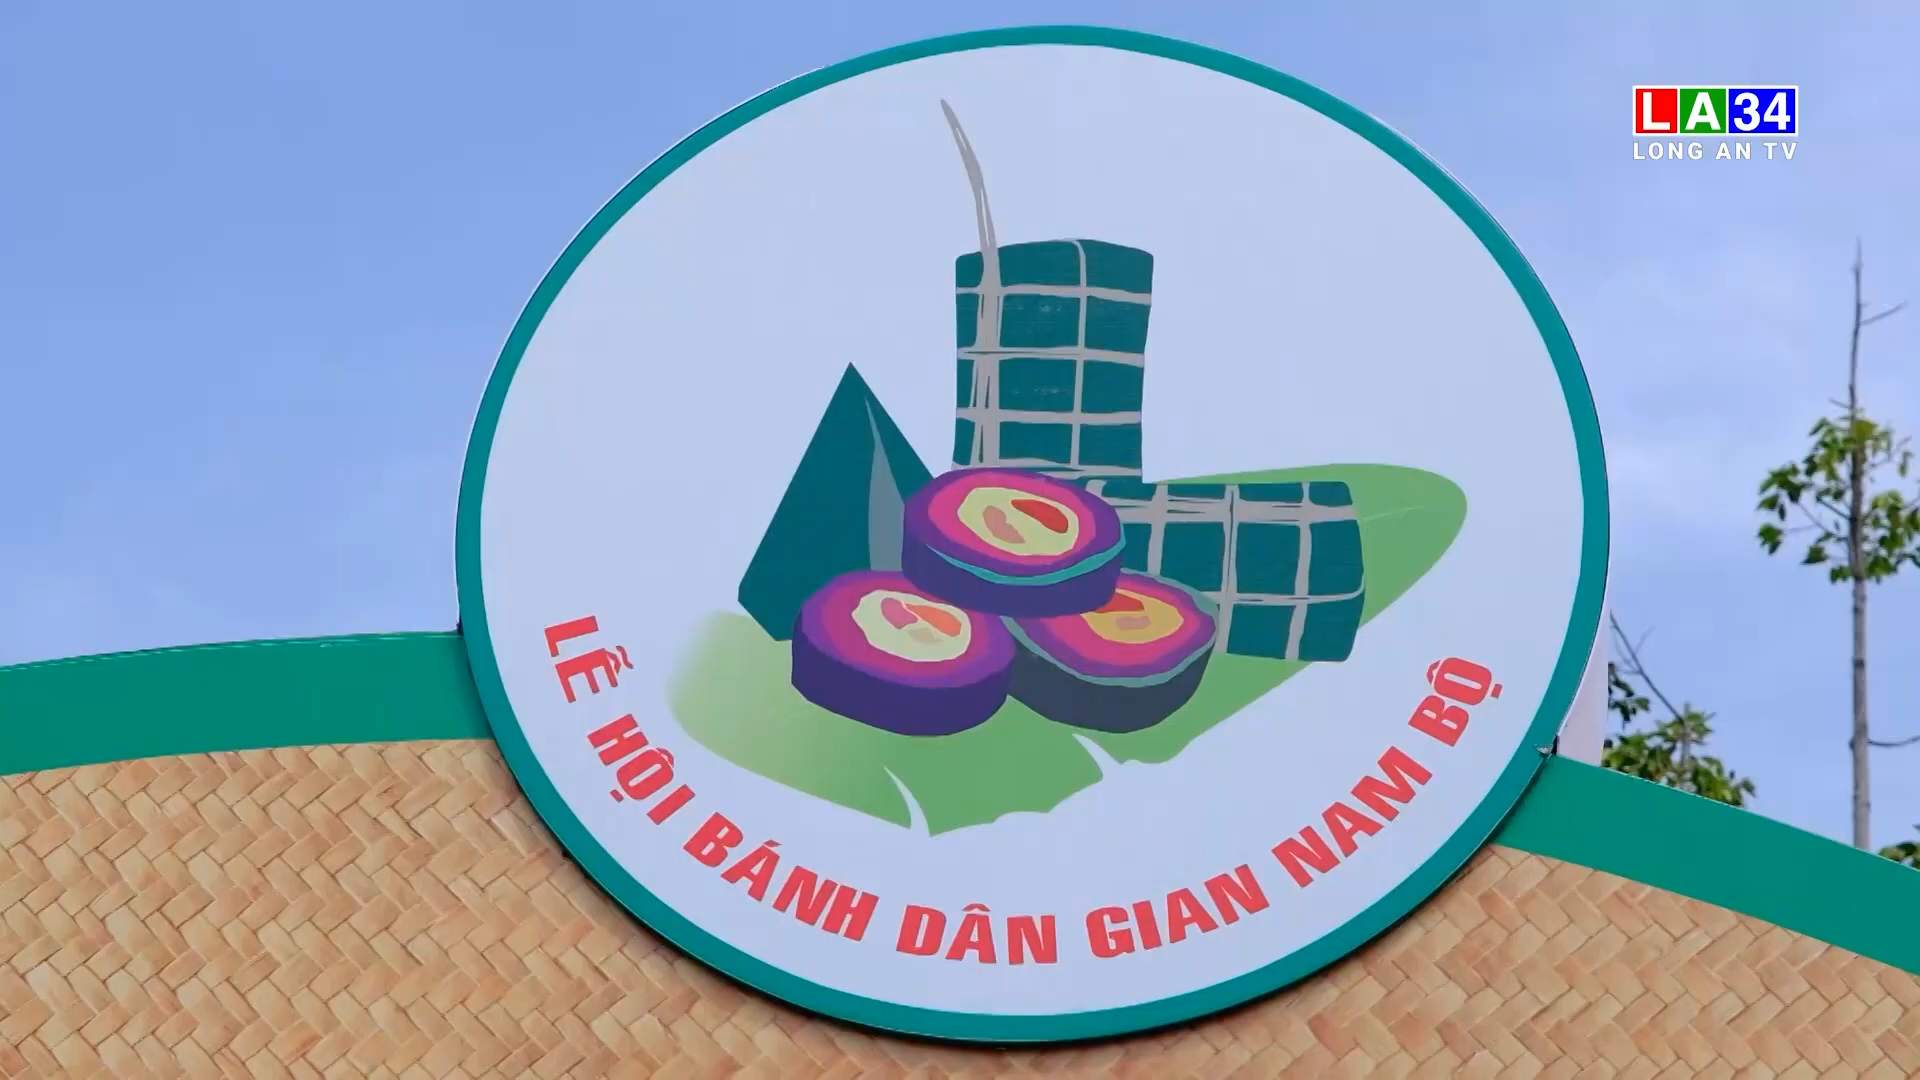 LA34
LONG AN TV
LỄ HỘI BÁNH DÂN GIAN NAM BỘ